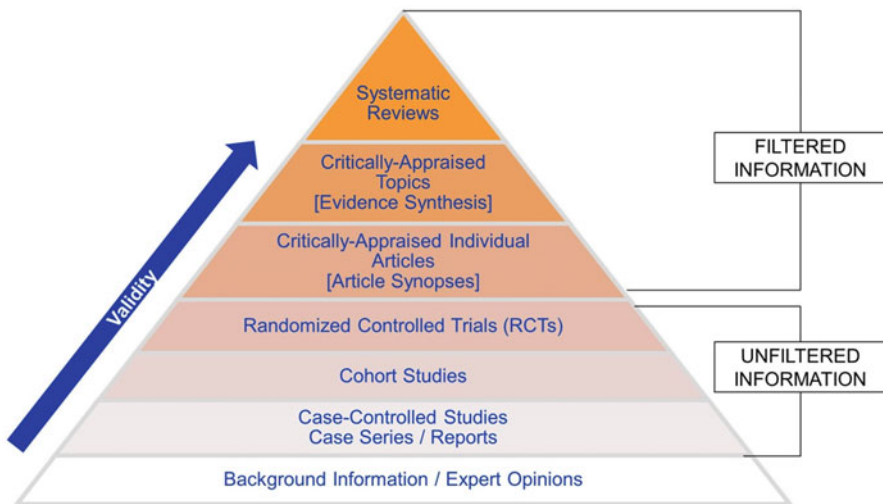 Systematic
Reviews
Critically-Appraised
Topics
[Evidence Synthesis]
Critically-Appraised Individual
Articles
[Article Synopses]
Randomized Controlled Trials (RCTs)
Cohort Studies
Case-Controlled Studies
Case Series / Reports
Background Information / Expert Opinions
Validity
FILTERED
INFORMATION
UNFILTERED
INFORMATION